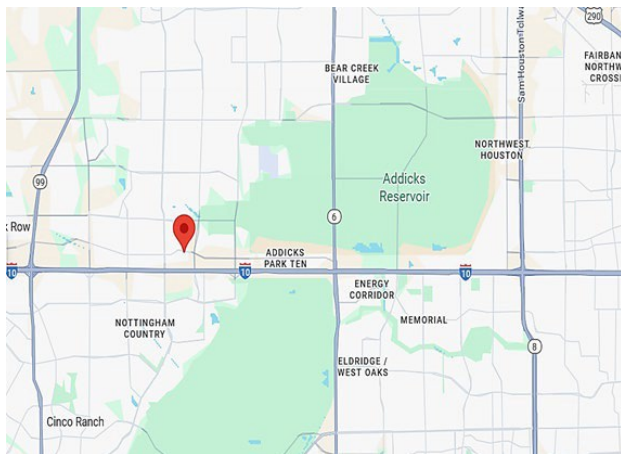 290
Sam Houston Tollw
FAIRBAN
NORTHW
CROSSI
BEAR CREEK
VILLAGE
NORTHWEST
HOUSTON
99
Addicks
Reservoir
6
k Row
ADDICKS
PARK TEN
10
10
10
ENERGY
CORRIDOR
NOTTINGHAM
COUNTRY
MEMORIAL
8
ELDRIDGE /
WEST OAKS
Cinco Ranch